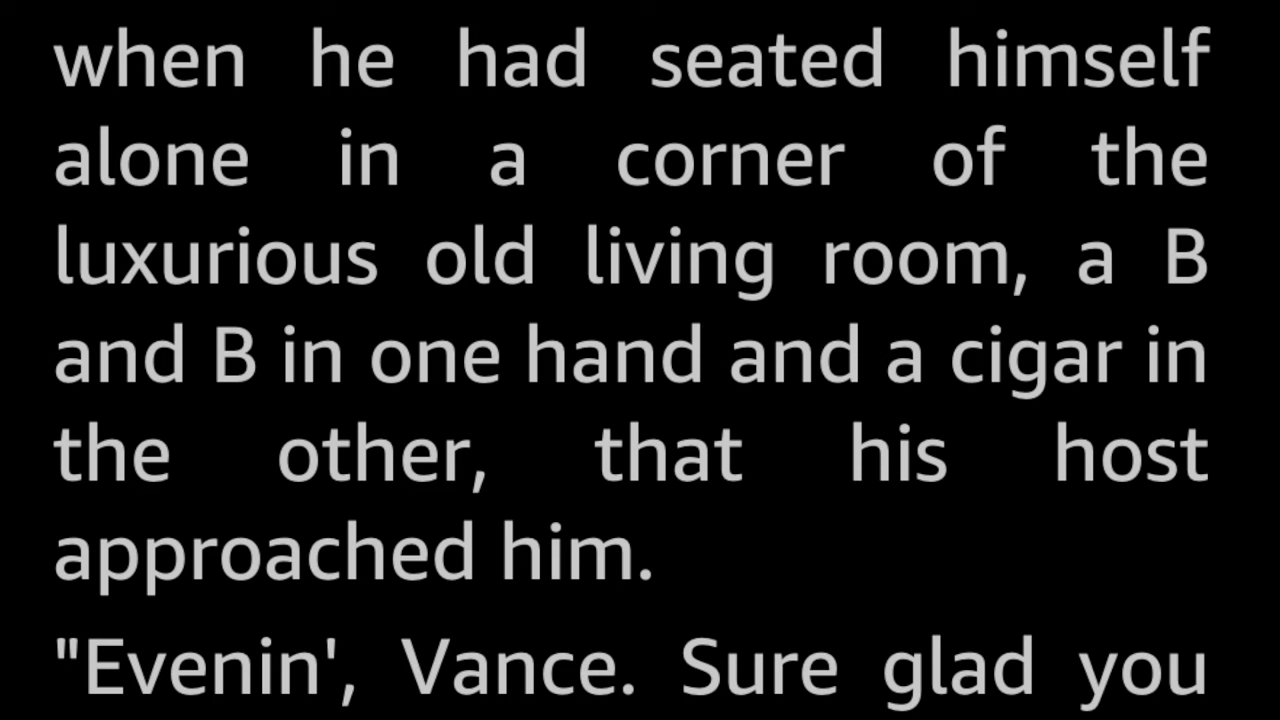 when he had seated himself
alone in a corner of the
luxurious old living room, a B
and B in one hand and a cigar in
the other, that his host
approached him.
"Evenin', Vance. Sure glad you